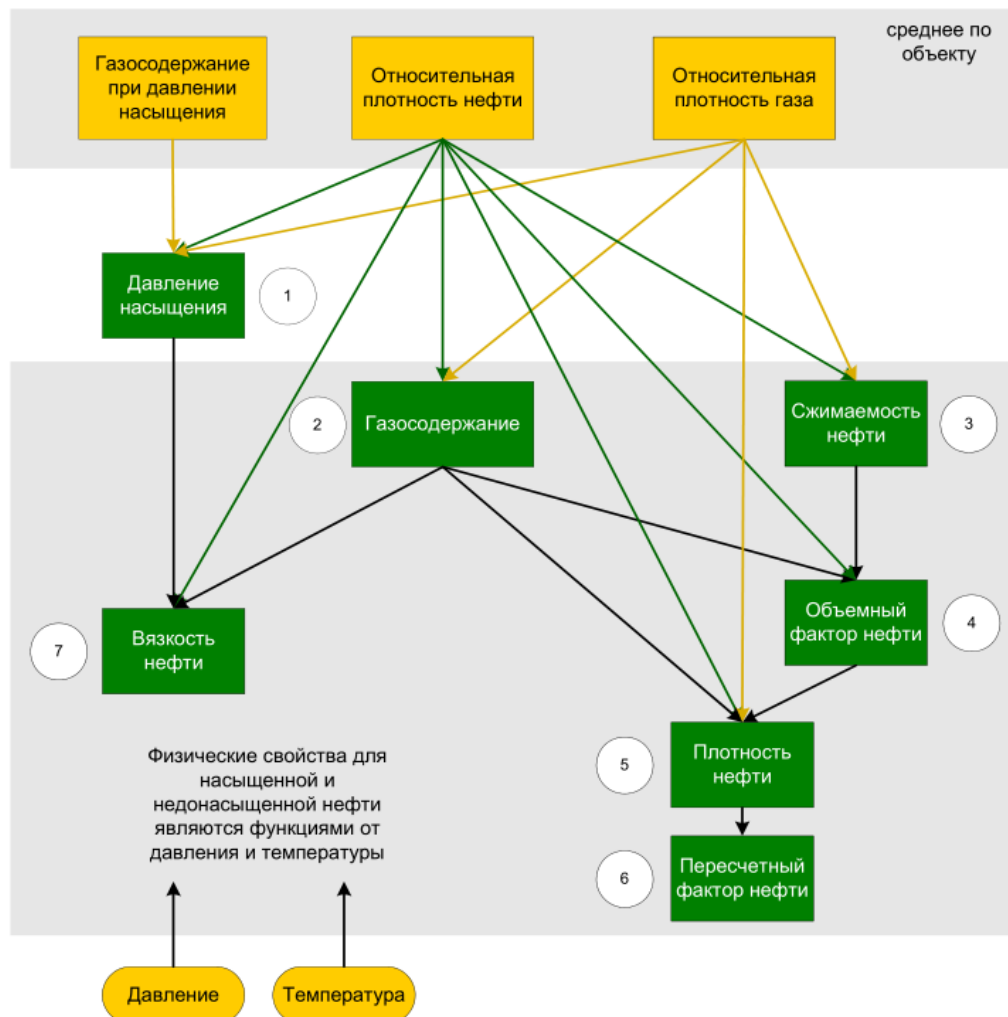 среднее по
объекту
Газосодержание
при давлении
насыщения
Относительная
плотность нефти
Относительная
плотность газа
Давление
насыщения
1
2
Газосодержание
Сжимаемость
нефти
3
7
Вязкость
нефти
Объемный
фактор нефти
4
5
Плотность
нефти
Физические свойства для
насыщенной и
недонасыщенной нефти
являются функциями от
давления и температуры
6
Пересчетный
фактор нефти
Давление
Температура